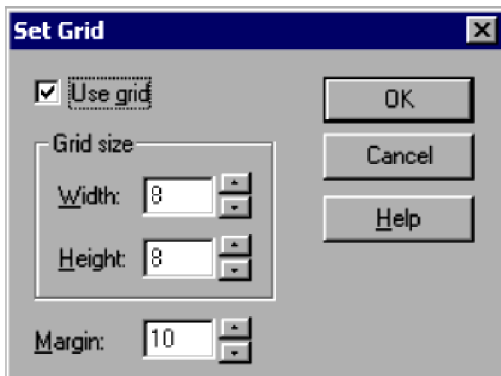 Set Grid
Use grid
OK
Grid size
Cancel
Width: 8
Help
Height: 8
Margin: 10